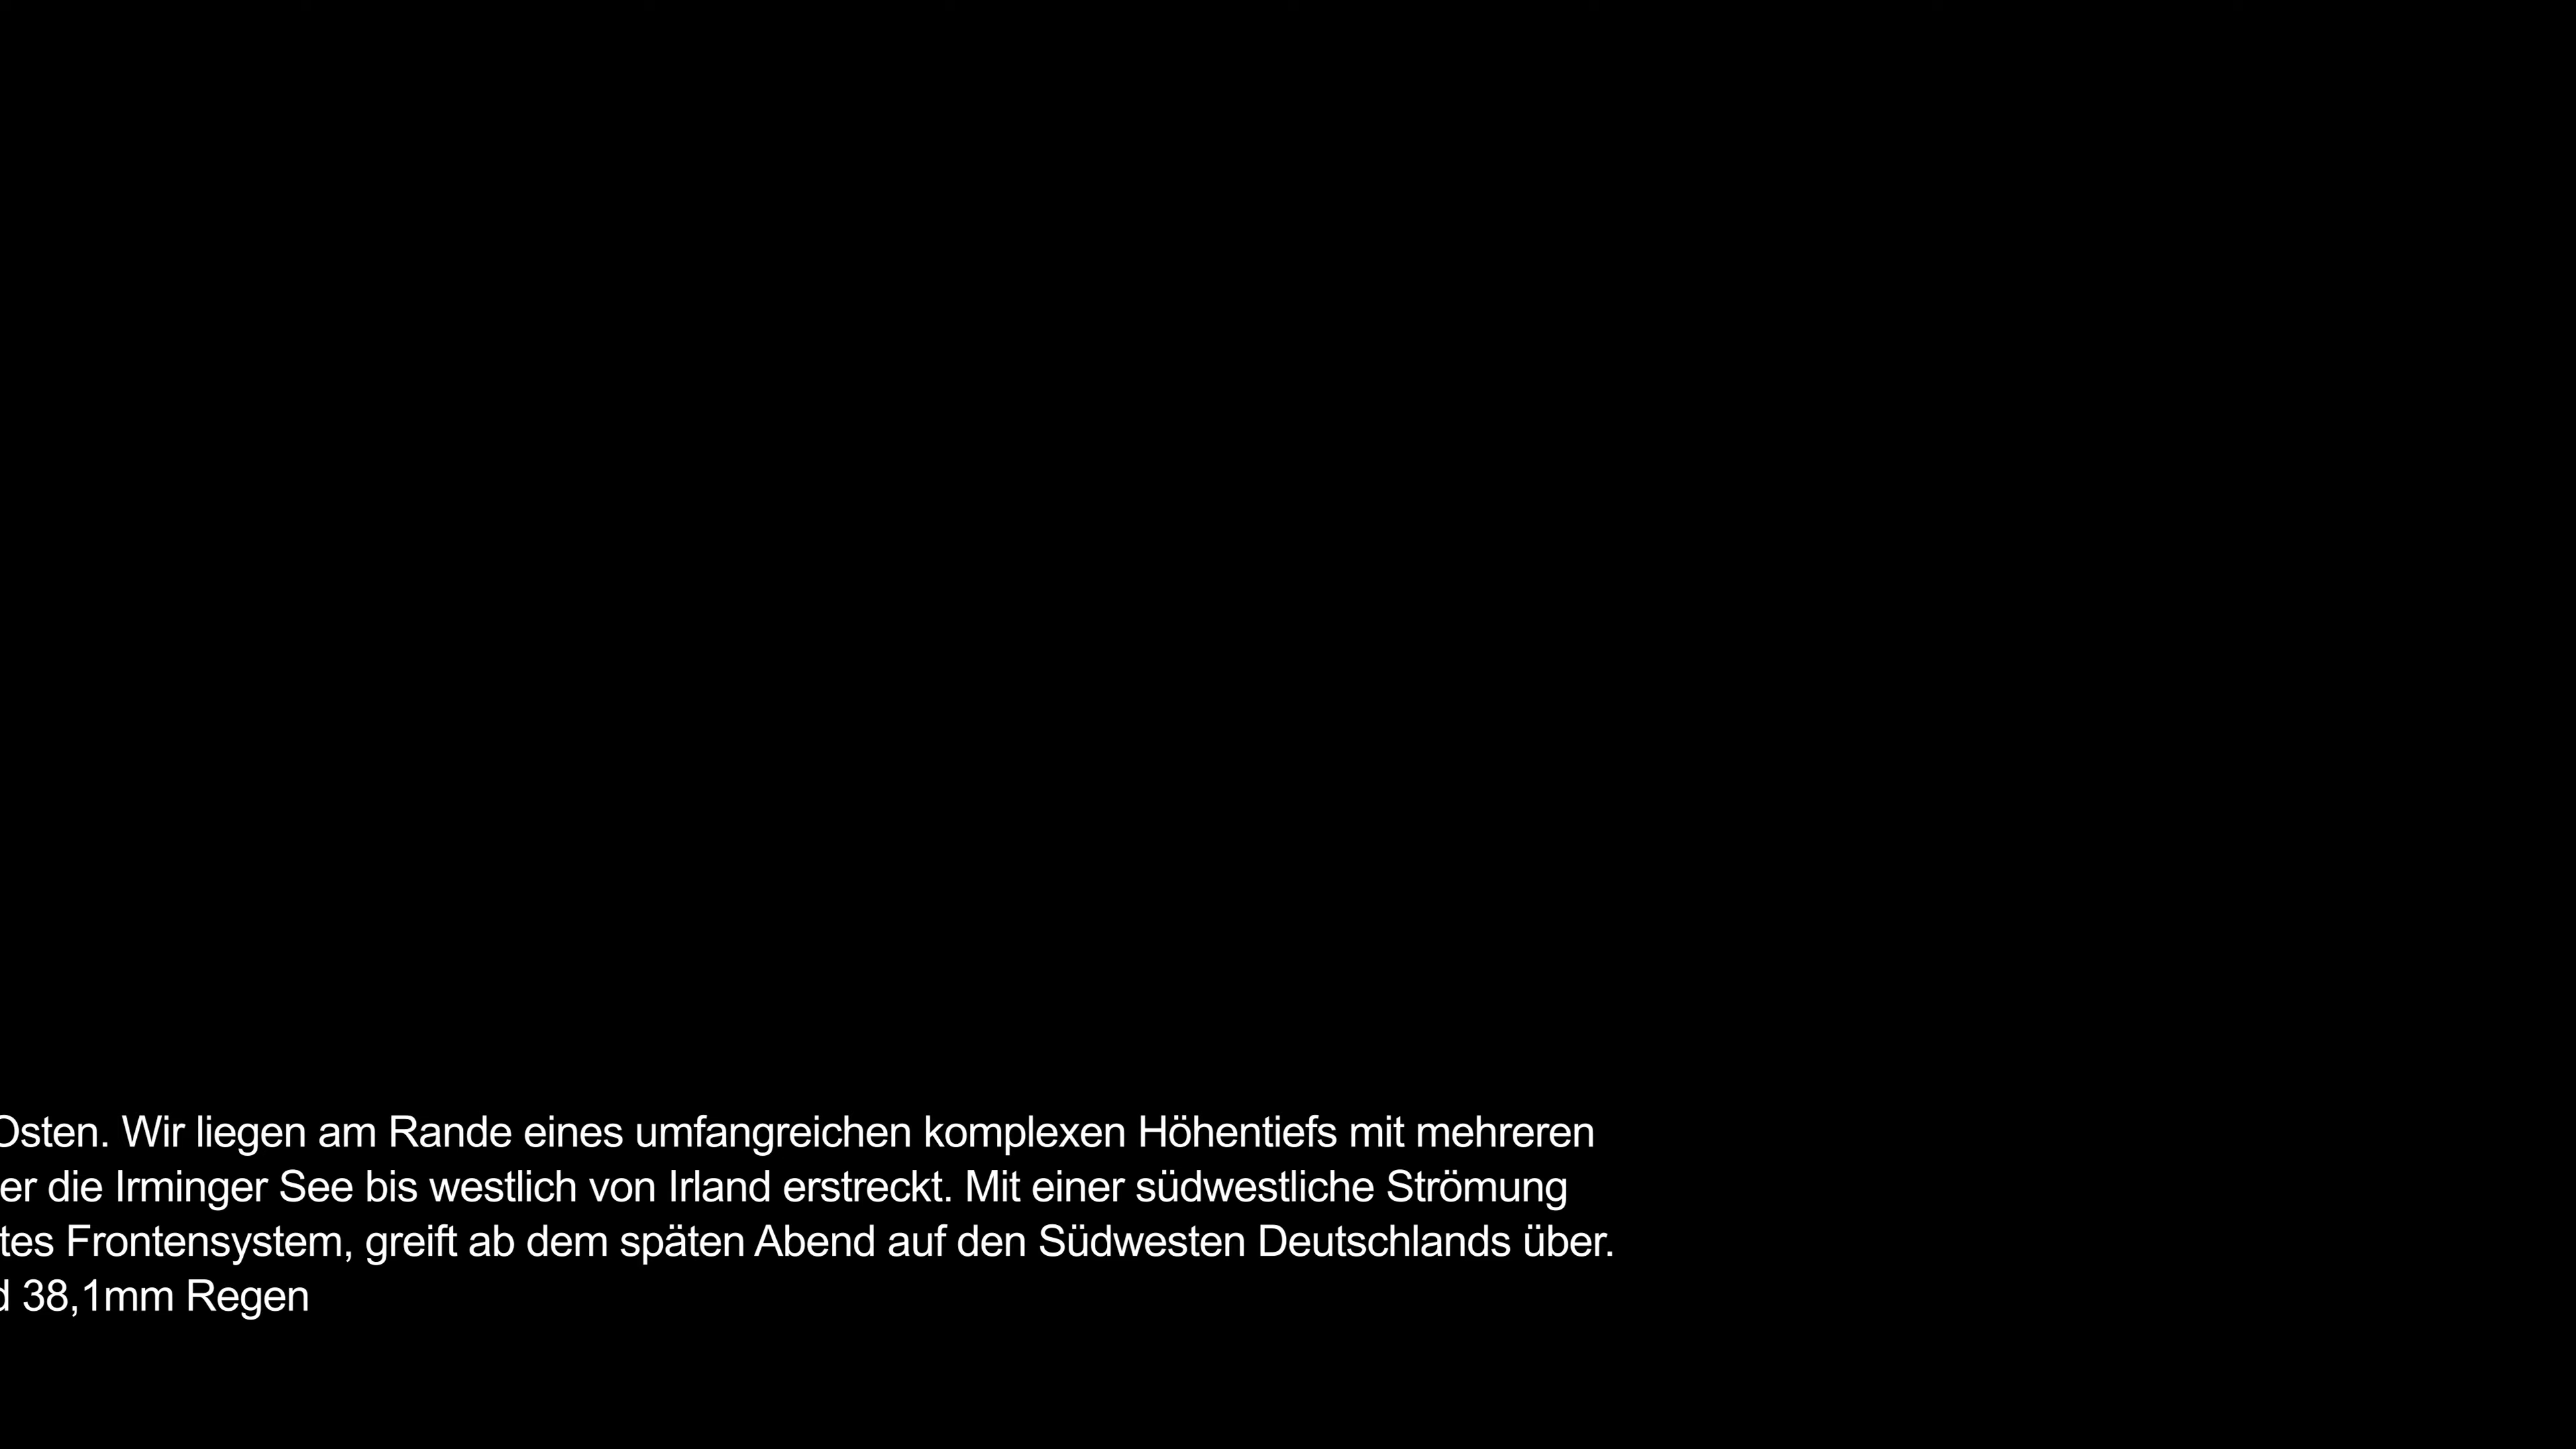 Osten. Wir liegen am Rande eines umfangreichen komplexen Höhentiefs mit mehreren
er die Irminger See bis westlich von Irland erstreckt. Mit einer südwestliche Strömung
tes Frontensystem, greift ab dem späten Abend auf den Südwesten Deutschlands über.
d 38,1mm Regen